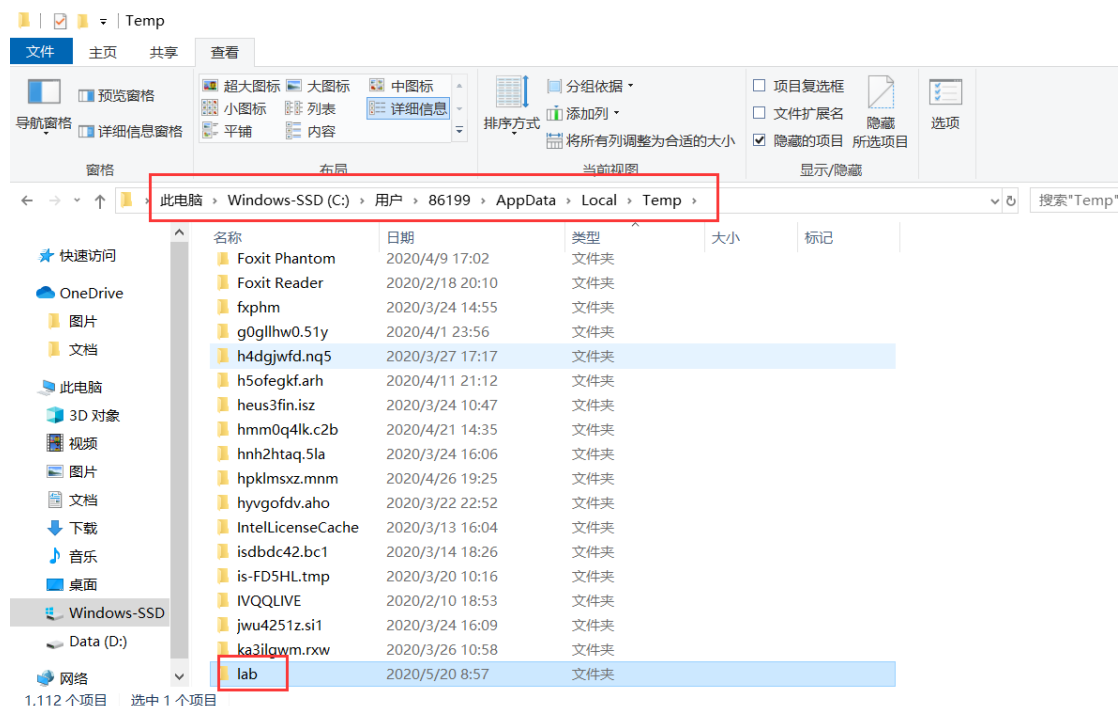 Temp
文件 主页 共享 查看
导航窗格 预览窗格 详细信息窗格
超大图标 大图标 中图标
小图标 列表 详细信息
平铺 内容
排序方式 分组依据 添加列 将所有列调整为合适的大小
项目复选框 文件扩展名 隐藏的项目 隐藏所选项目 选项
窗格 布局 当前视图 显示/隐藏
此电脑 › Windows-SSD (C:) › 用户 › 86199 › AppData › Local › Temp › 搜索"Temp"
名称 日期 类型 大小 标记
快速访问
OneDrive
图片
文档
此电脑
3D 对象
视频
图片
文档
下载
音乐
桌面
Windows-SSD
Data (D:)
网络
Foxit Phantom 2020/4/9 17:02 文件夹
Foxit Reader 2020/2/18 20:10 文件夹
fxphm 2020/3/24 14:55 文件夹
g0gllhw0.51y 2020/4/1 23:56 文件夹
h4dgjwfd.nq5 2020/3/27 17:17 文件夹
h5ofegkf.arh 2020/4/11 21:12 文件夹
heus3fin.isz 2020/3/24 10:47 文件夹
hmm0q4lk.c2b 2020/4/21 14:35 文件夹
hnh2htaq.5la 2020/3/24 16:06 文件夹
hpklmsxz.mnm 2020/4/26 19:25 文件夹
hyvgofdv.aho 2020/3/22 22:52 文件夹
IntelLicenseCache 2020/3/13 16:04 文件夹
isdbdc42.bc1 2020/3/14 18:26 文件夹
is-FD5HL.tmp 2020/3/20 10:16 文件夹
IVQQLIVE 2020/2/10 18:53 文件夹
jwu4251z.si1 2020/3/24 16:09 文件夹
ka3ilgwm.rxw 2020/3/26 10:58 文件夹
lab 2020/5/20 8:57 文件夹
1,112 个项目 选中 1 个项目